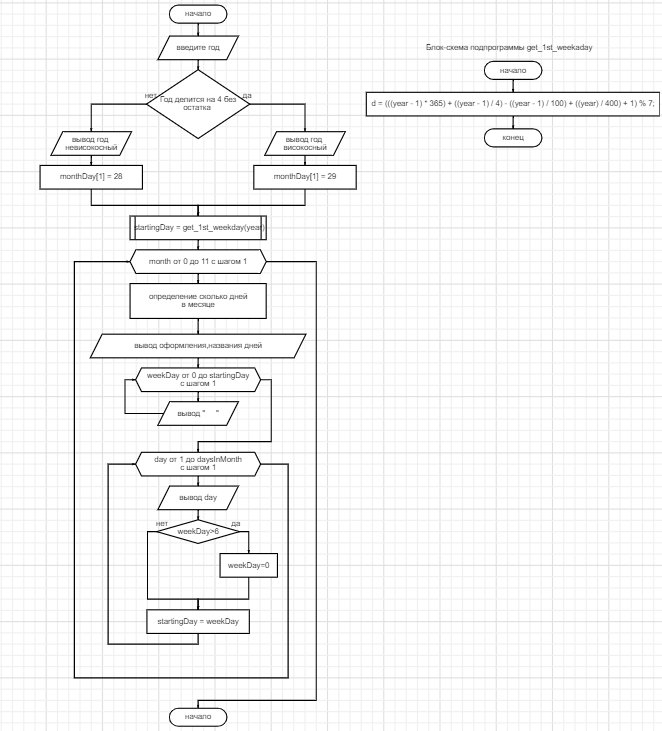 начало
введите год
нет
да
Год делится на 4 без
остатка
вывод год
невисокосный
вывод год
високосный
monthDay[1] = 28
monthDay[1] = 29
startingDay = get_1st_weekday(year)
month от 0 до 11 с шагом 1
определение сколько дней
в месяце
вывод оформления,названия дней
weekDay от 0 до startingDay
с шагом 1
вывод "     "
day от 1 до daysInMonth
с шагом 1
вывод day
нет
да
weekDay>6
weekDay=0
startingDay = weekDay
начало
Блок-схема подпрограммы get_1st_weekaday
начало
d = (((year - 1) * 365) + ((year - 1) / 4) - ((year - 1) / 100) + ((year) / 400) + 1) % 7;
конец